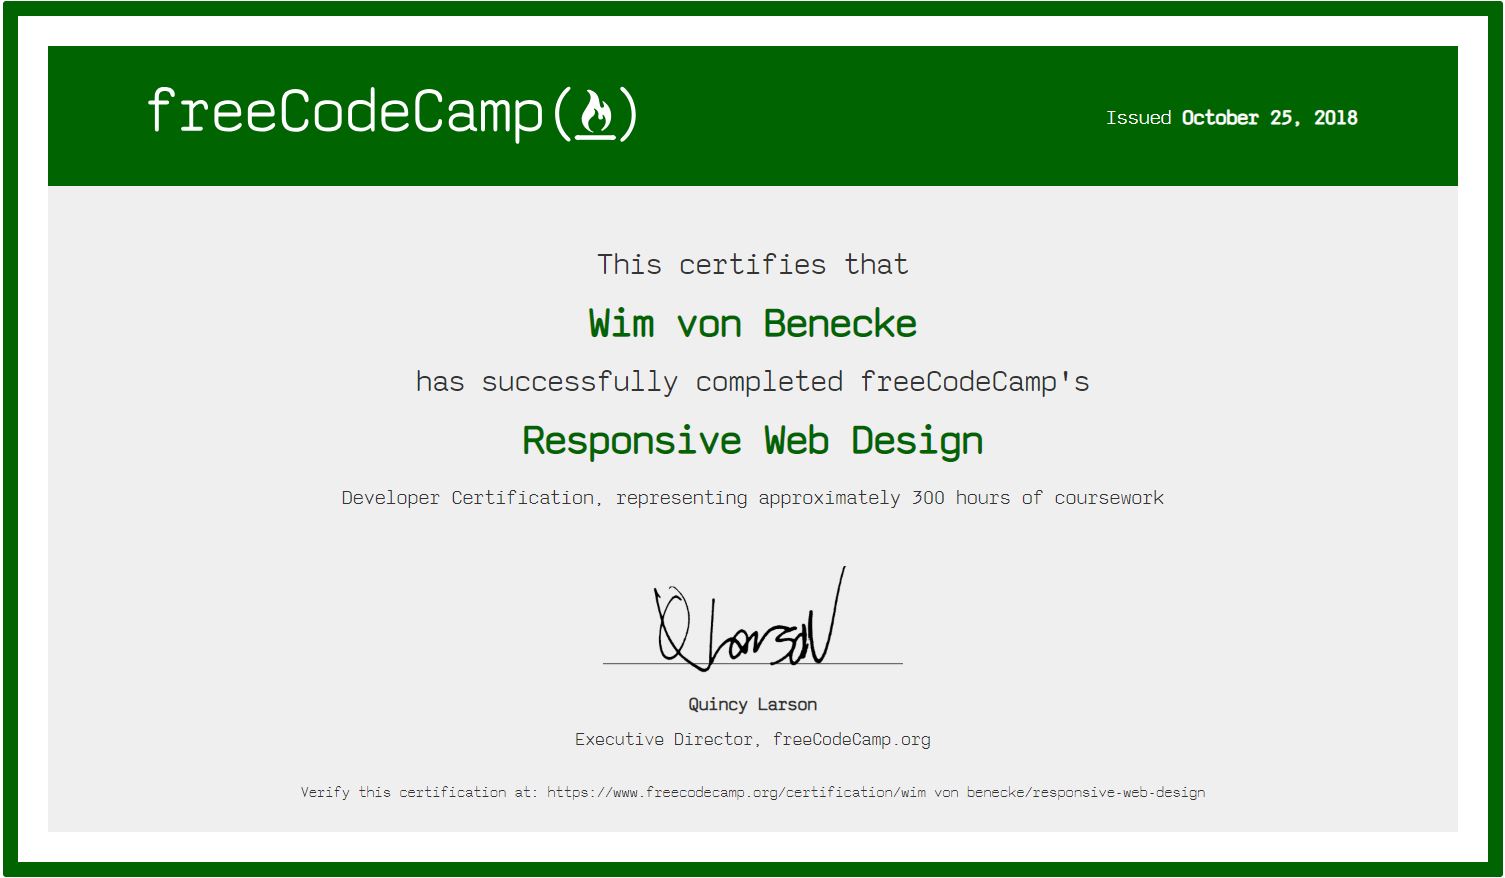 freeCodeCamp(🔥)
Issued October 25, 2018
This certifies that
Wim von Benecke
has successfully completed freeCodeCamp's
Responsive Web Design
Developer Certification, representing approximately 300 hours of coursework
Q Larson
Quincy Larson
Executive Director, freeCodeCamp.org
Verify this certification at: https://www.freecodecamp.org/certification/wim von benecke/responsive-web-design